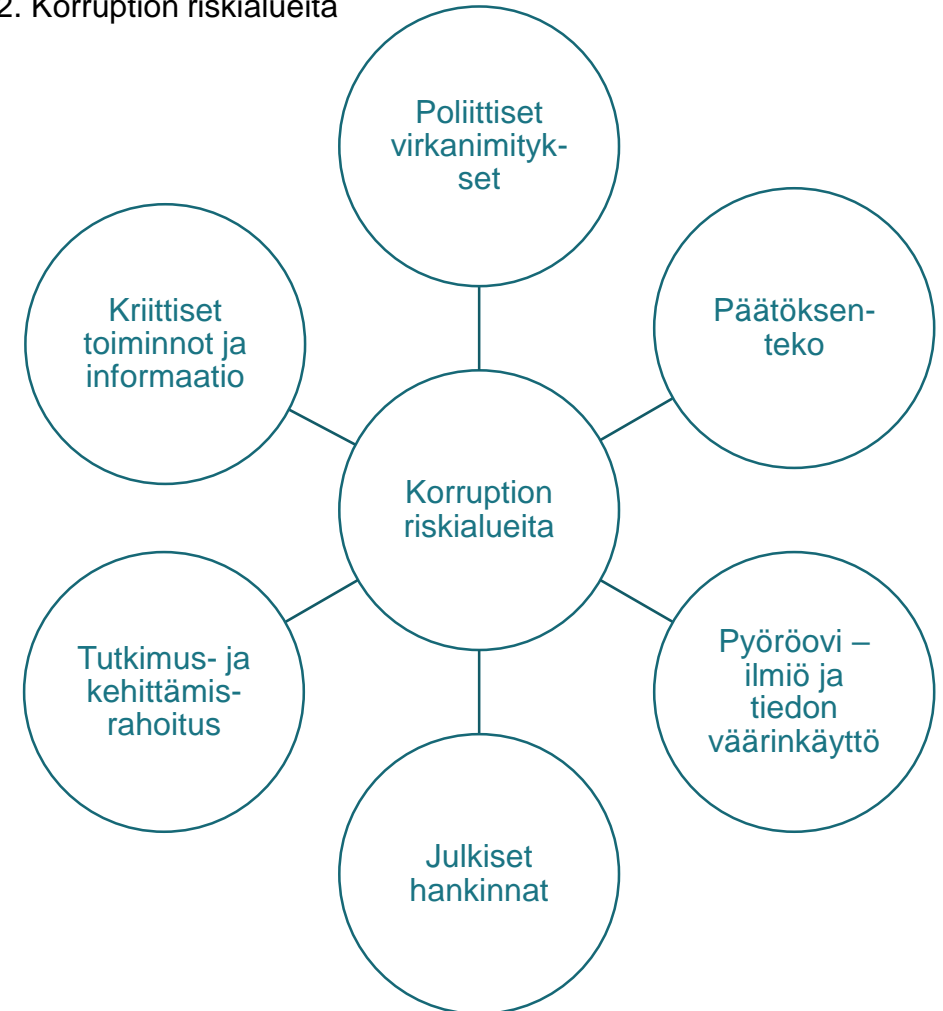 2. Korruption riskialueita
Poliittiset
virkanimityk-
set
Kriittiset
toiminnot ja
informaatio
Päätöksen-
teko
Korruption
riskialueita
Tutkimus- ja
kehittämis-
rahoitus
Pyöröovi –
ilmiö ja
tiedon
väärinkäyttö
Julkiset
hankinnat